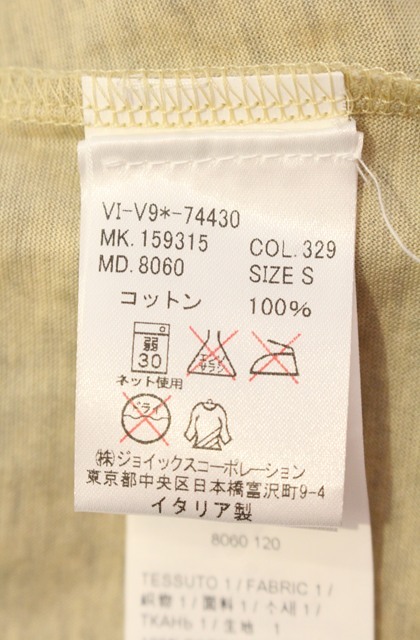 VI-V9*-74430
MK. 159315 COL. 329
MD. 8060 SIZE S
コットン 100%
弱
30
エンソ
サラシ
ネット使用
ドライ
㈱ジョイックスコーポレーション
東京都中央区日本橋富沢町9-4
イタリア製
8060 120
TESSUTO 1 / FABRIC 1 /
织物 1 / 面料 1 / 소재 1 /
ТКАНЬ 1 / 生地 1